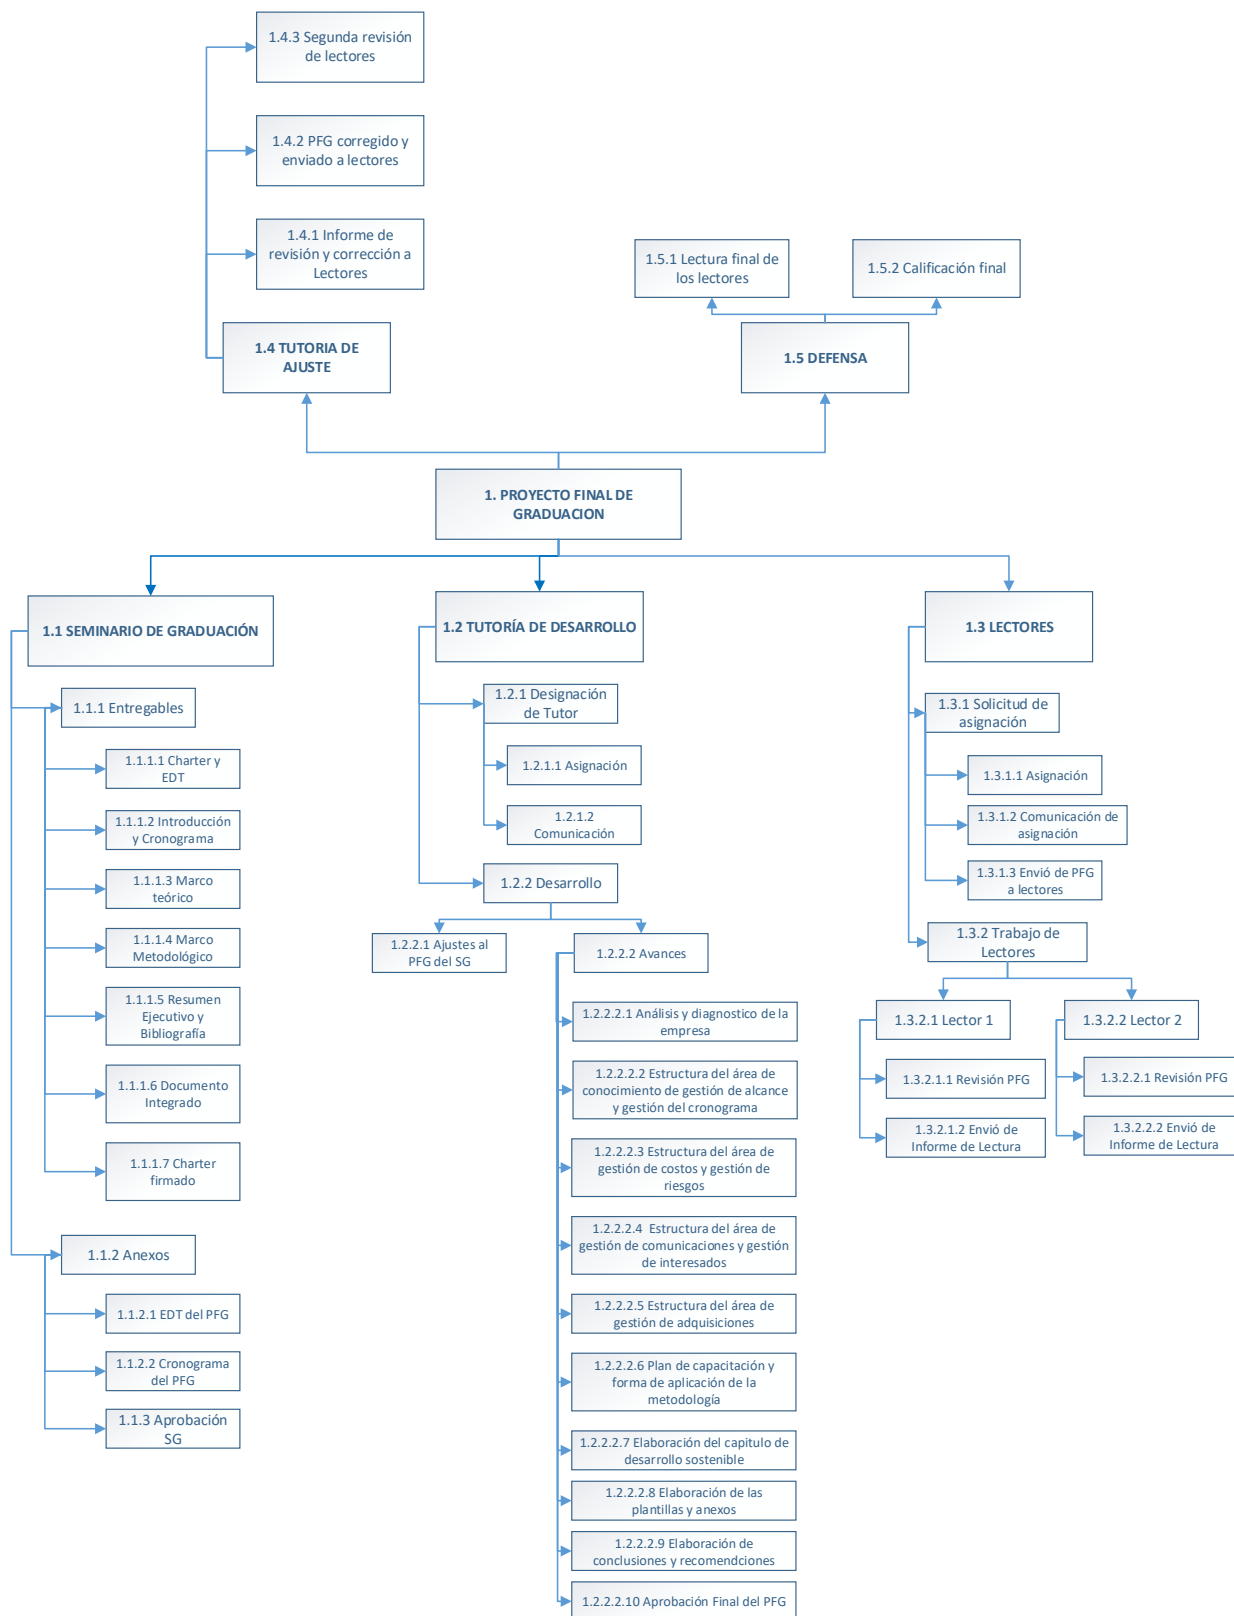 1.4.3 Segunda revisión
de lectores
1.4.2 PFG corregido y
enviado a lectores
1.4.1 Informe de
revisión y corrección a
Lectores
1.5.1 Lectura final de
los lectores
1.5.2 Calificación final
1.4 TUTORIA DE
AJUSTE
1.5 DEFENSA
1. PROYECTO FINAL DE
GRADUACION
1.1 SEMINARIO DE GRADUACIÓN
1.1.1 Entregables
1.1.1.1 Charter y
EDT
1.1.1.2 Introducción
y Cronograma
1.1.1.3 Marco
teórico
1.1.1.4 Marco
Metodológico
1.1.1.5 Resumen
Ejecutivo y
Bibliografía
1.1.1.6 Documento
Integrado
1.1.1.7 Charter
firmado
1.1.2 Anexos
1.1.2.1 EDT del PFG
1.1.2.2 Cronograma
del PFG
1.1.3 Aprobación
SG
1.2 TUTORÍA DE DESARROLLO
1.2.1 Designación
de Tutor
1.2.1.1 Asignación
1.2.1.2
Comunicación
1.2.2 Desarrollo
1.2.2.1 Ajustes al
PFG del SG
1.2.2.2 Avances
1.2.2.2.1 Análisis y diagnostico de la
empresa
1.2.2.2.2 Estructura del área de
conocimiento de gestión de alcance
y gestión del cronograma
1.2.2.2.3 Estructura del área de
gestión de costos y gestión de
riesgos
1.2.2.2.4 Estructura del área de
gestión de comunicaciones y gestión
de interesados
1.2.2.2.5 Estructura del área de
gestión de adquisiciones
1.2.2.2.6 Plan de capacitación y
forma de aplicación de la
metodología
1.2.2.2.7 Elaboración del capitulo de
desarrollo sostenible
1.2.2.2.8 Elaboración de las
plantillas y anexos
1.2.2.2.9 Elaboración de
conclusiones y recomendciones
1.2.2.2.10 Aprobación Final del PFG
1.3 LECTORES
1.3.1 Solicitud de
asignación
1.3.1.1 Asignación
1.3.1.2 Comunicación de
asignación
1.3.1.3 Envió de PFG
a lectores
1.3.2 Trabajo de
Lectores
1.3.2.1 Lector 1
1.3.2.1.1 Revisión PFG
1.3.2.1.2 Envió de
Informe de Lectura
1.3.2.2 Lector 2
1.3.2.2.1 Revisión PFG
1.3.2.2.2 Envió de
Informe de Lectura